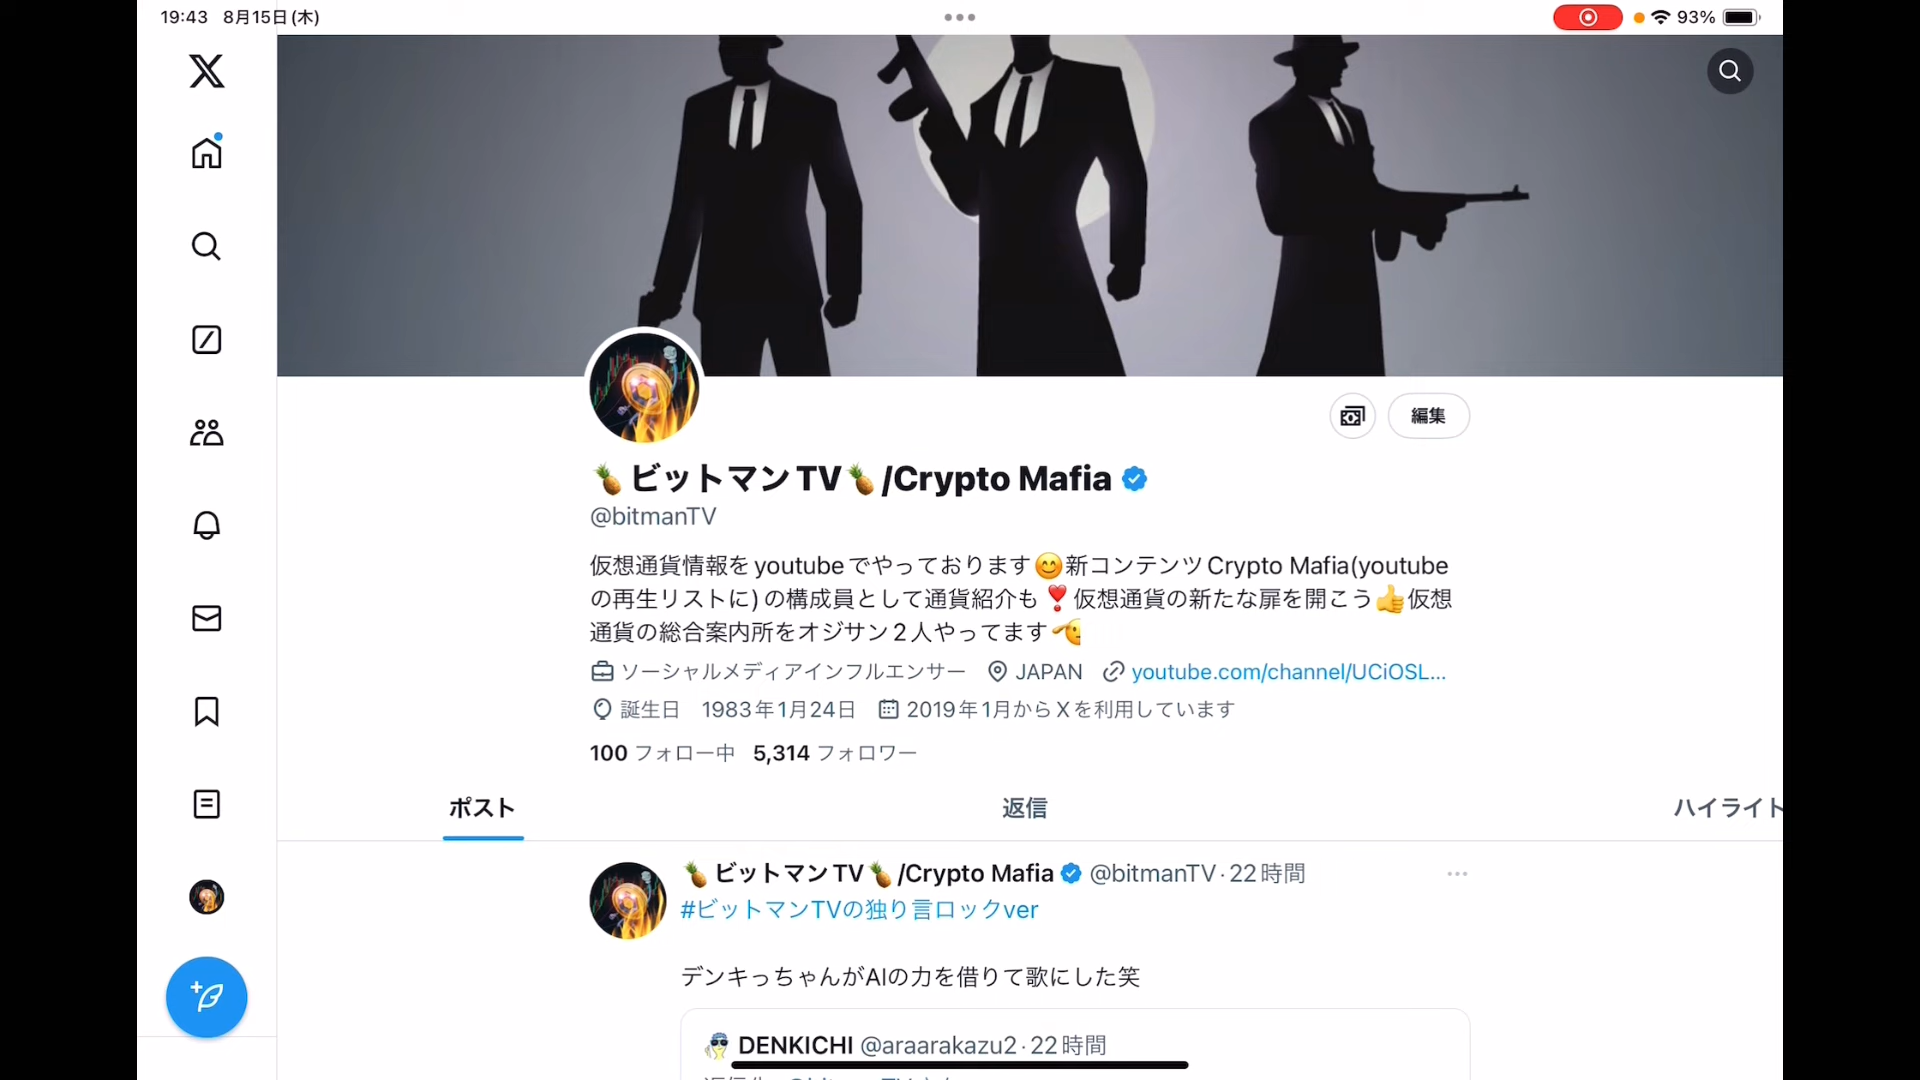 19:43 8月15日(木)
93%
🍍ビットマンTV🍍/Crypto Mafia
編集
@bitmanTV
仮想通貨情報をyoutubeでやっております😊新コンテンツCrypto Mafia(youtube
の再生リストに)の構成員として通貨紹介も❣️仮想通貨の新たな扉を開こう👍仮想
通貨の総合案内所をオジサン2人やってます🫡
ソーシャルメディアインフルエンサー JAPAN youtube.com/channel/UCiOSL...
誕生日 1983年1月24日 2019年1月からXを利用しています
100 フォロー中 5,314 フォロワー
ポスト 返信 ハイライト
🍍ビットマンTV🍍/Crypto Mafia @bitmanTV・22時間
#ビットマンTVの独り言ロックver
デンキっちゃんがAIの力を借りて歌にした笑
DENKICHI @araarakazu2・22時間